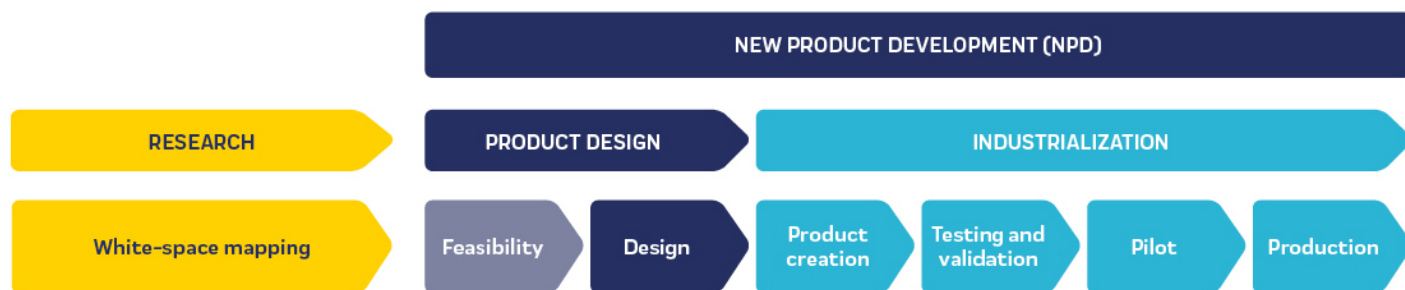 NEW PRODUCT DEVELOPMENT (NPD)
RESEARCH
PRODUCT DESIGN
INDUSTRIALIZATION
White-space mapping
Feasibility
Design
Product
creation
Testing and
validation
Pilot
Production